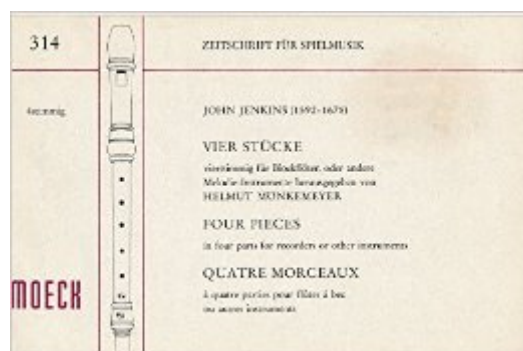 314
ZEITSCHRIFT FÜR SPIELMUSIK
4stimmig
JOHN JENKINS (1592-1678)
VIER STÜCKE
vierstimmig für Blockflöten oder andere
Melodie-Instrumente herausgegeben von
HELMUT MÖNKEMEYER
FOUR PIECES
in four parts for recorders or other instruments
QUATRE MORCEAUX
à quatre parties pour flûtes à bec
ou autres instruments
MOECK